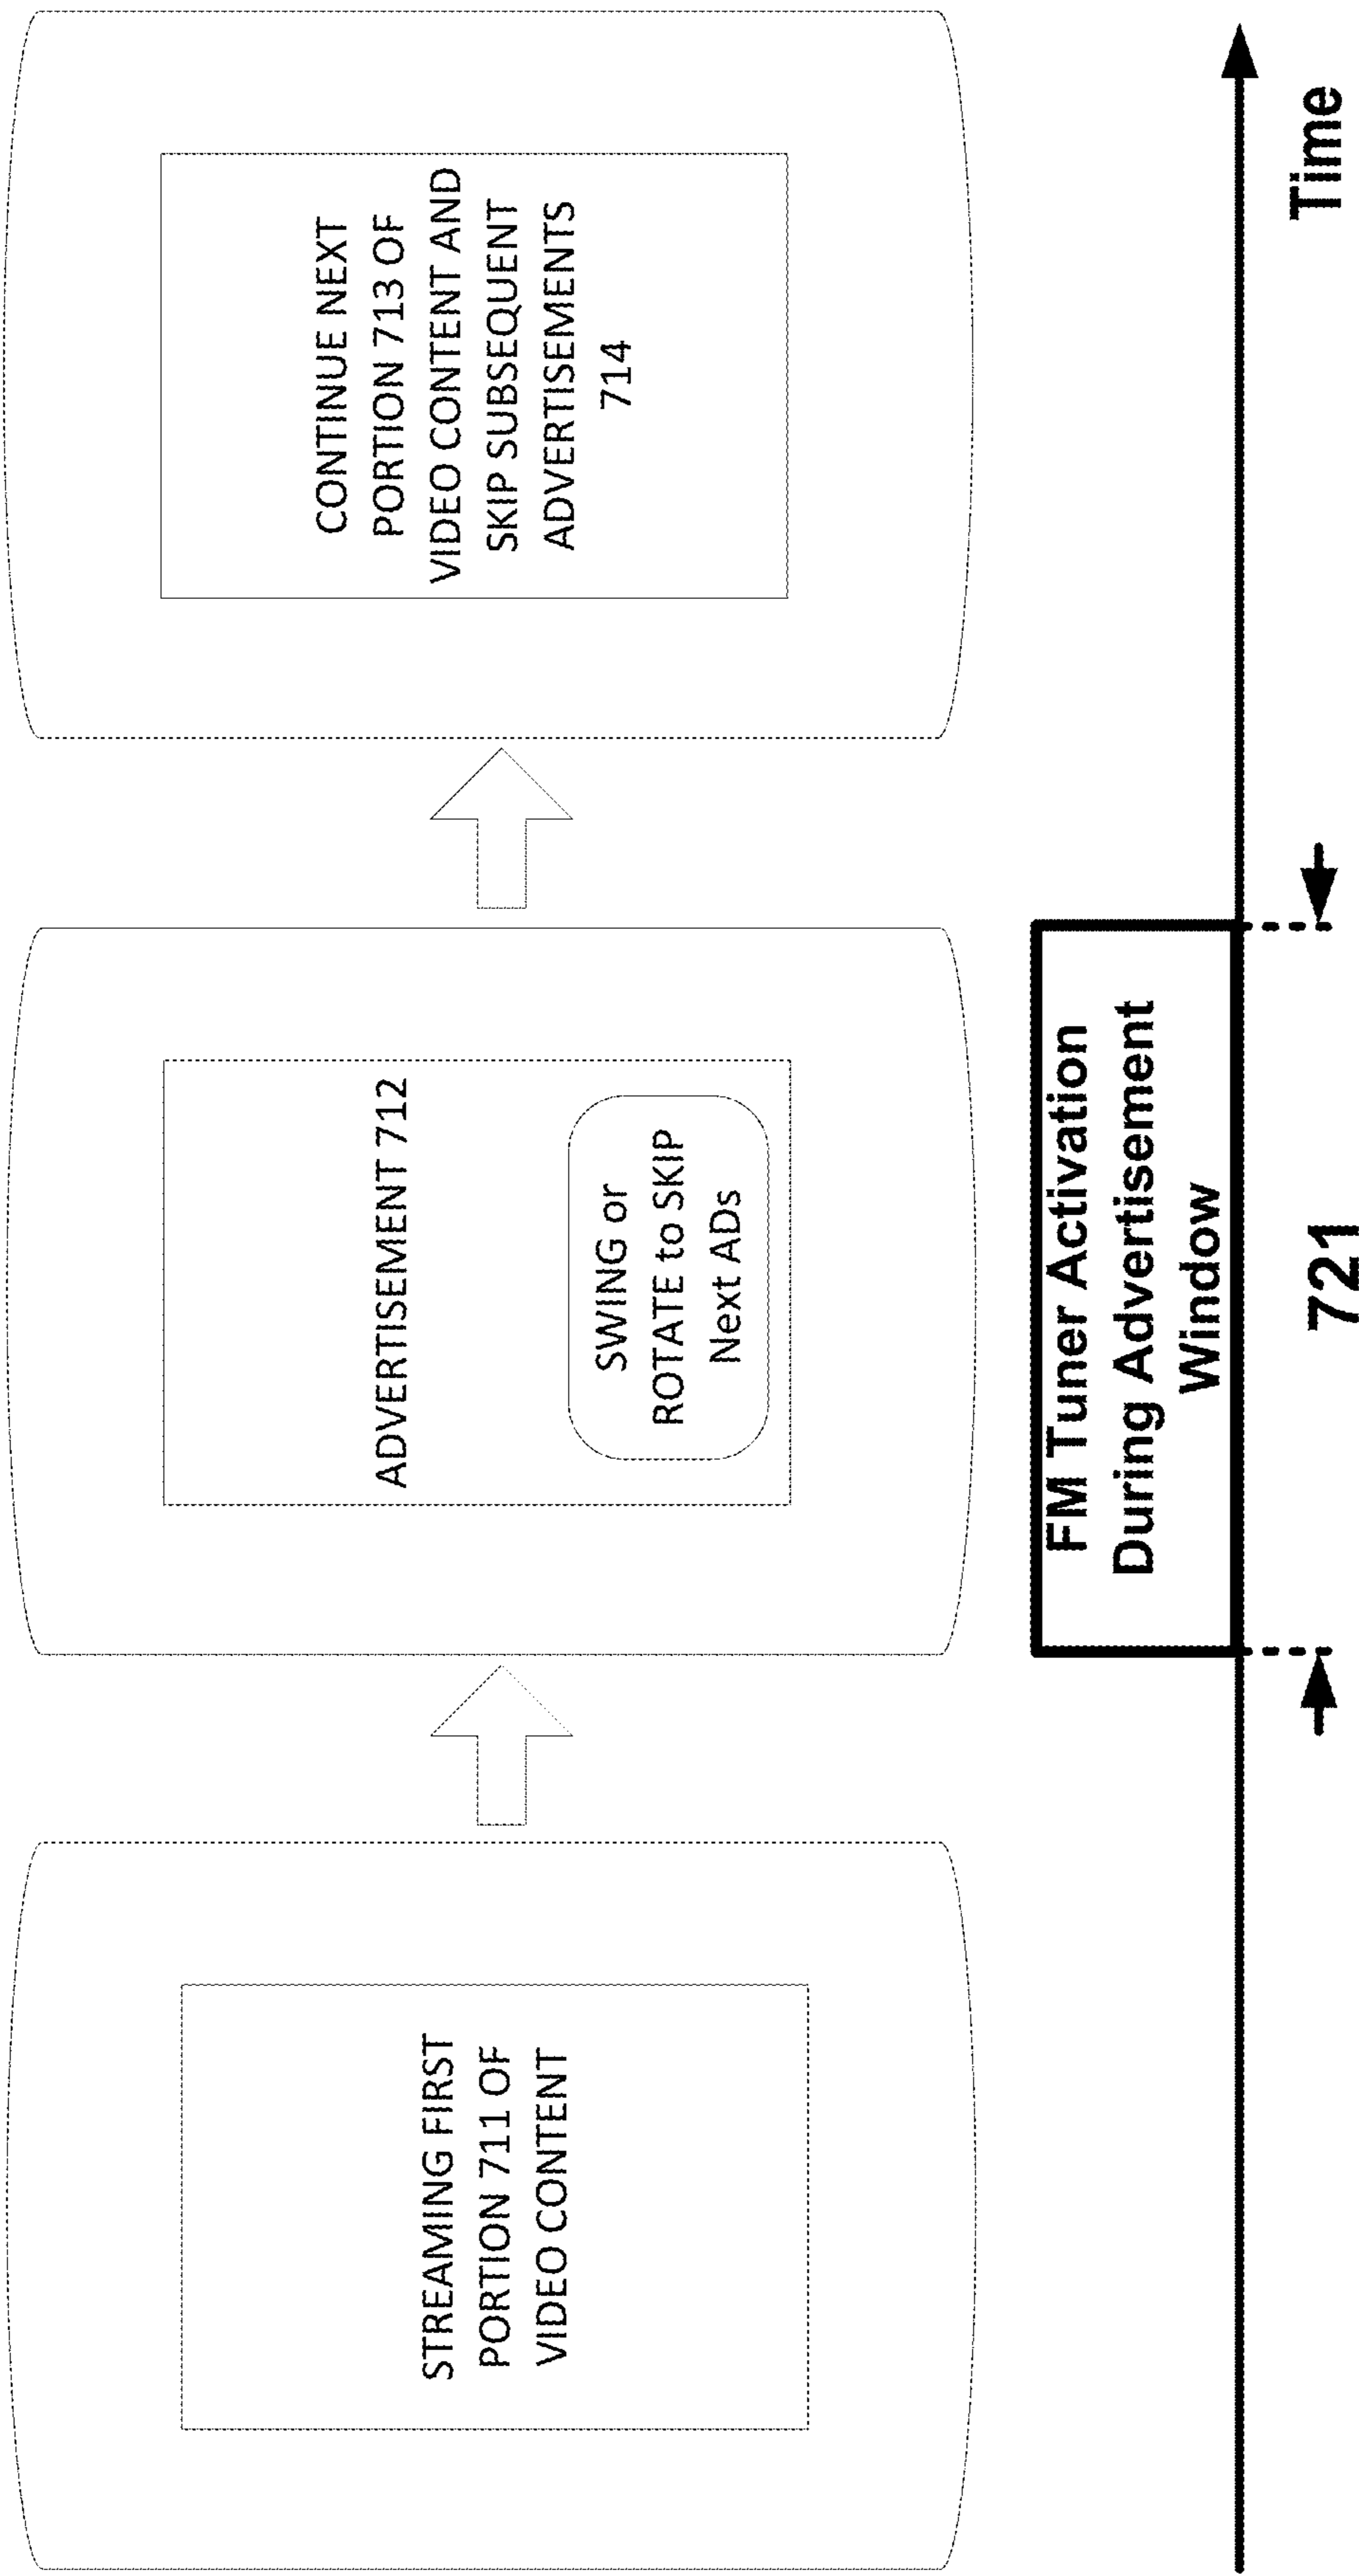 STREAMING FIRST
PORTION 711 OF
VIDEO CONTENT
ADVERTISEMENT 712
SWING or
ROTATE to SKIP
Next ADs
CONTINUE NEXT
PORTION 713 OF
VIDEO CONTENT AND
SKIP SUBSEQUENT
ADVERTISEMENTS
714
FM Tuner Activation
During Advertisement
Window
721
Time